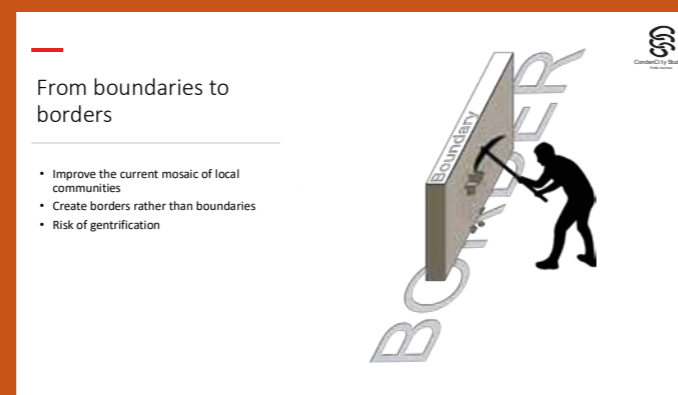 From boundaries to
borders
• Improve the current mosaic of local
communities
• Create borders rather than boundaries
• Risk of gentrification
Boundary
BORDER